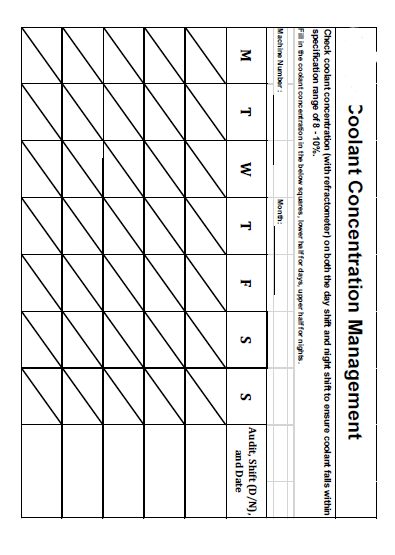 Coolant Concentration Management
Check coolant concentration (with refractometer) on both the day shift and night shift to ensure coolant falls within
specification range of 8 - 10%.
Fill in the coolant concentration in the below squares, lower half for days, upper half for nights.
Machine Number: Month:
M T W T F S S Audit, Shift (D/N),
and Date